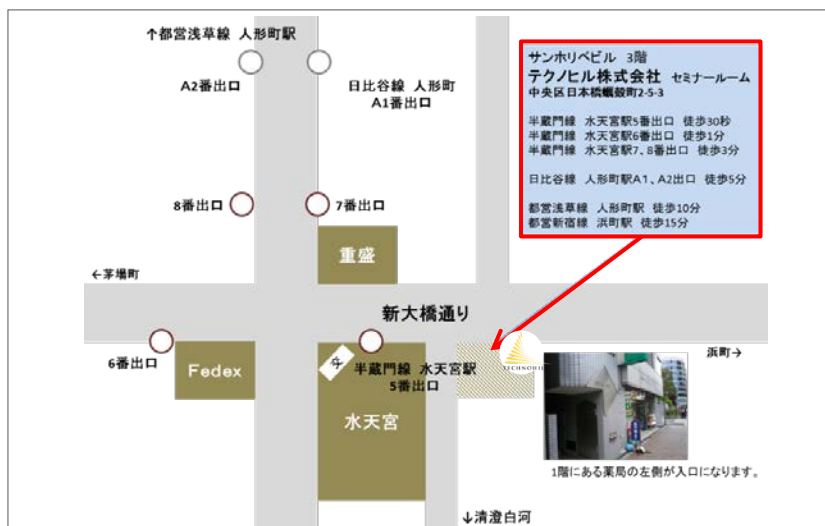 ↑都営浅草線 人形町駅
A2番出口
日比谷線 人形町
A1番出口
サンホリベビル 3階
テクノヒル株式会社 セミナールーム
中央区日本橋蠣殻町2-5-3
半蔵門線 水天宮駅5番出口 徒歩30秒
半蔵門線 水天宮駅6番出口 徒歩1分
半蔵門線 水天宮駅7、8番出口 徒歩3分
日比谷線 人形町駅A1、A2出口 徒歩5分
都営浅草線 人形町駅 徒歩10分
都営新宿線 浜町駅 徒歩15分
8番出口
7番出口
重盛
←茅場町
新大橋通り
6番出口
Fedex
半蔵門線 水天宮駅
5番出口
TECHNOHIL
浜町→
水天宮
1階にある薬局の左側が入口になります。
↓清澄白河